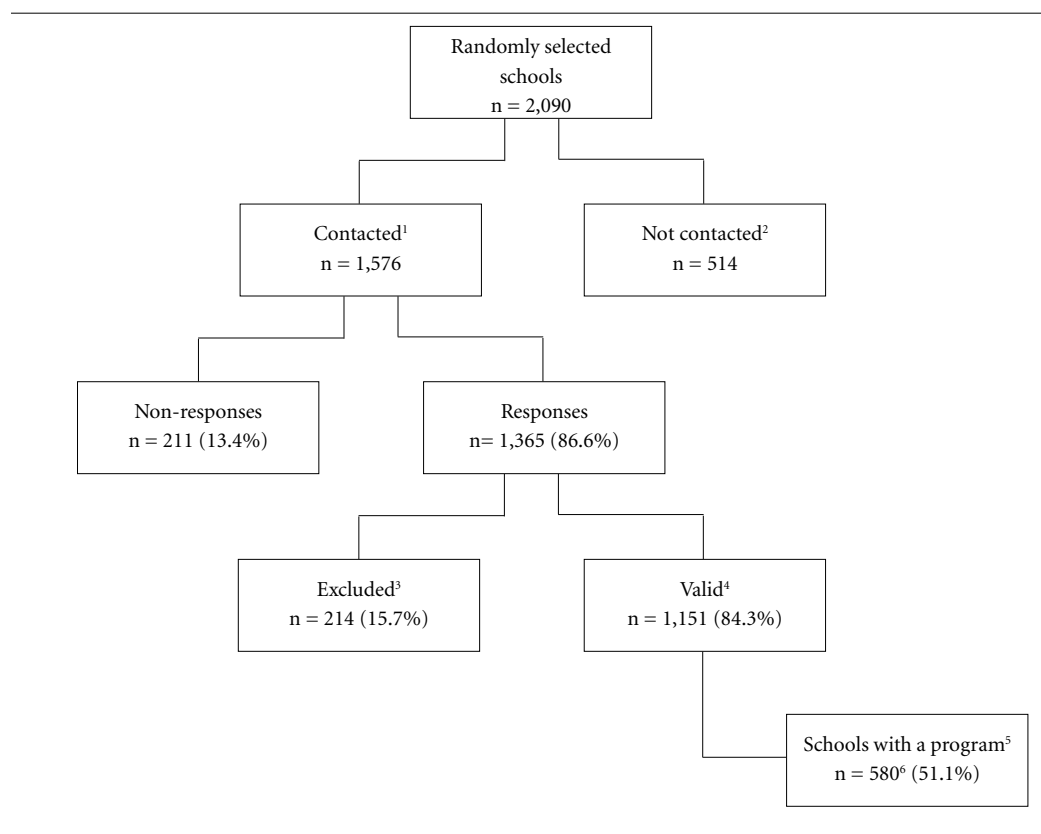 Randomly selected
schools
n = 2,090
Contacted¹
n = 1,576
Not contacted²
n = 514
Non-responses
n = 211 (13.4%)
Responses
n= 1,365 (86.6%)
Excluded³
n = 214 (15.7%)
Valid⁴
n = 1,151 (84.3%)
Schools with a program⁵
n = 580⁶ (51.1%)